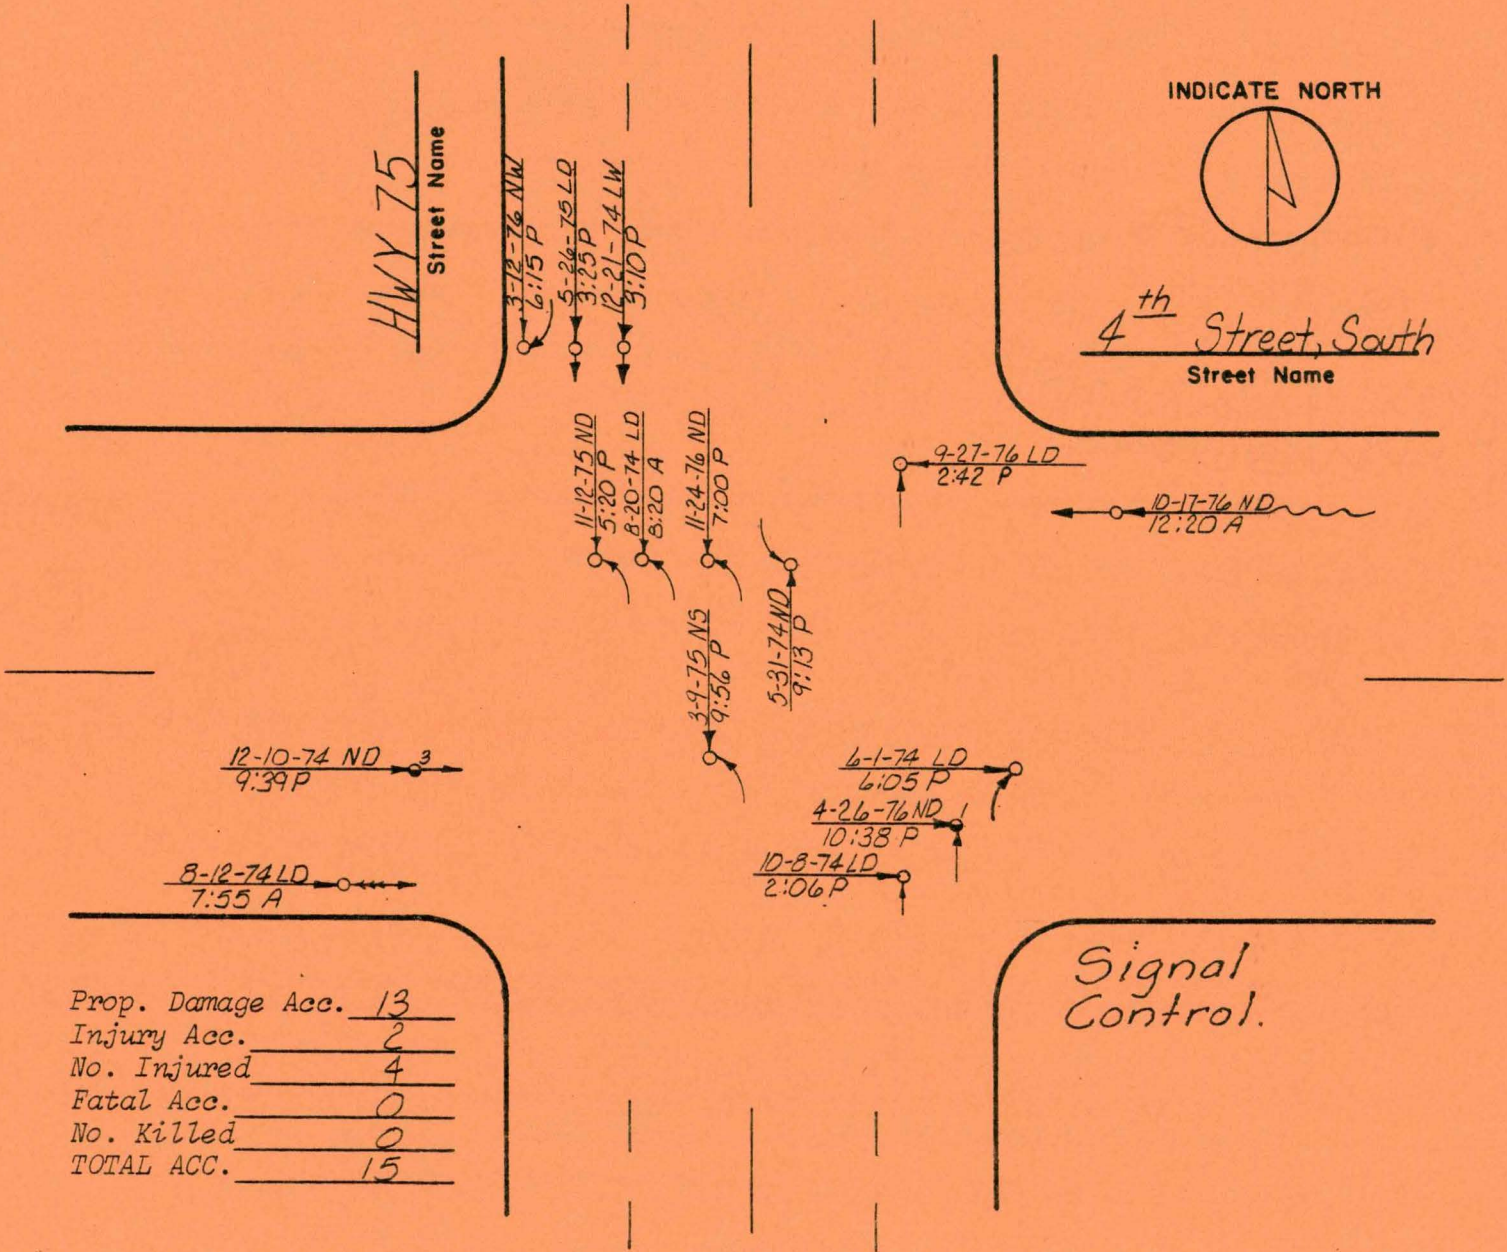 INDICATE NORTH
HWY 75
Street Name
4th Street, South
Street Name
3-12-76 NW
6:15 P
5-26-75 LD
3:25 P
12-21-74 LW
3:10 P
11-12-75 ND
5:20 P
8-20-74 LD
8:20 A
11-24-76 ND
7:00 P
9-27-76 LD
2:42 P
10-17-76 ND
12:20 A
3-9-75 NS
9:56 P
5-31-74 ND
9:13 P
12-10-74 ND 3
9:39 P
6-1-74 LD
6:05 P
4-26-76 ND 1
10:38 P
8-12-74 LD
7:55 A
10-8-74 LD
2:06 P
Signal
Control.
Prop. Damage Acc. 13
Injury Acc. 2
No. Injured 4
Fatal Acc. 0
No. Killed 0
TOTAL ACC. 15